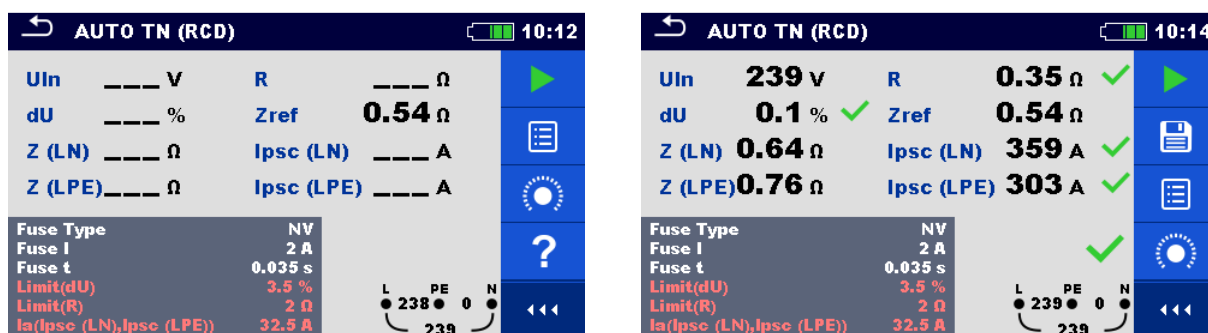 AUTO TN (RCD) 10:12
Uln ___ V R ___ Ω
dU ___ % Zref 0.54 Ω
Z (LN) ___ Ω Ipsc (LN) ___ A
Z (LPE)___ Ω Ipsc (LPE) ___ A
Fuse Type NV
Fuse I 2 A
Fuse t 0.035 s
Limit(dU) 3.5 %
Limit(R) 2 Ω
Ia(Ipsc (LN),Ipsc (LPE)) 32.5 A
L PE N
238 0
239
?
AUTO TN (RCD) 10:14
Uln 239 V R 0.35 Ω
dU 0.1 % Zref 0.54 Ω
Z (LN) 0.64 Ω Ipsc (LN) 359 A
Z (LPE) 0.76 Ω Ipsc (LPE) 303 A
Fuse Type NV
Fuse I 2 A
Fuse t 0.035 s
Limit(dU) 3.5 %
Limit(R) 2 Ω
Ia(Ipsc (LN),Ipsc (LPE)) 32.5 A
L PE N
239 0
239